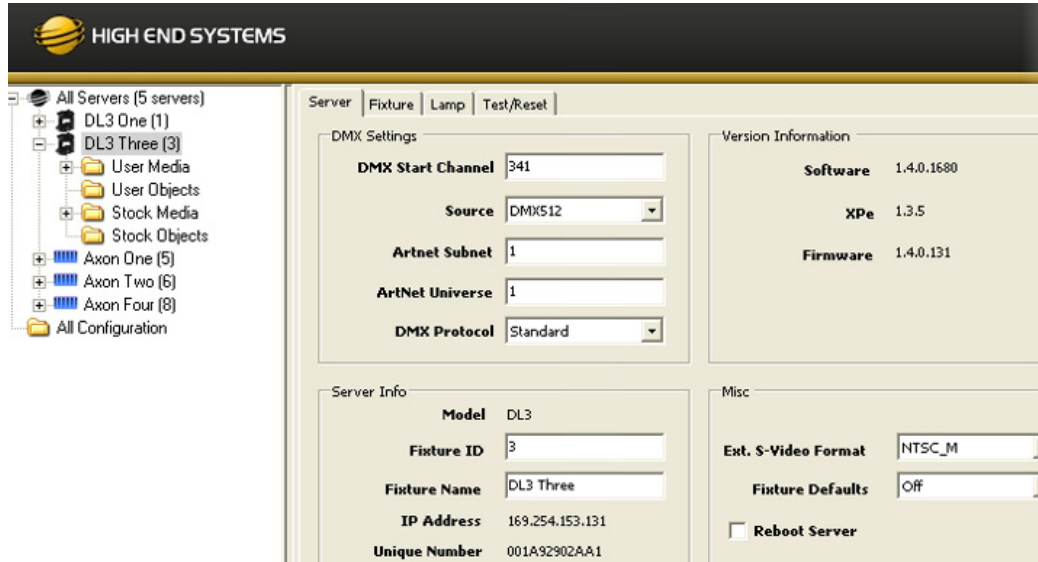 HIGH END SYSTEMS
All Servers (5 servers)
DL3 One (1)
DL3 Three (3)
User Media
User Objects
Stock Media
Stock Objects
Axon One (5)
Axon Two (6)
Axon Four (8)
All Configuration
Server Fixture Lamp Test/Reset
DMX Settings
DMX Start Channel 341
Source DMX512
Artnet Subnet 1
ArtNet Universe 1
DMX Protocol Standard
Version Information
Software 1.4.0.1680
XPe 1.3.5
Firmware 1.4.0.131
Server Info
Model DL3
Fixture ID 3
Fixture Name DL3 Three
IP Address 169.254.153.131
Unique Number 001A92902AA1
Misc
Ext. S-Video Format NTSC_M
Fixture Defaults Off
Reboot Server